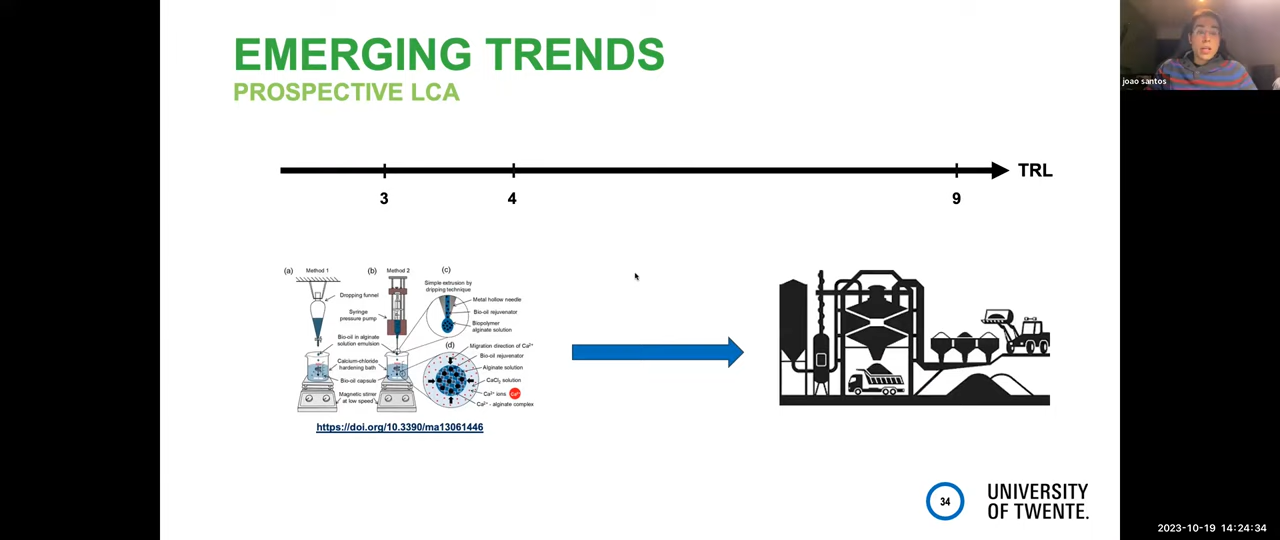 EMERGING TRENDS
PROSPECTIVE LCA
joao santos
TRL
3
4
9
(a)
Method 1
(b)
Method 2
(c)
Simple extrusion by
dripping technique
Dropping funnel
Metal hollow needle
Syringe
pressure pump
Bio-oil rejuvenator
Biopolymer
alginate solution
Bio-oil in alginate
solution emulsion
(d)
Migration direction of Ca²⁺
Bio-oil rejuvenator
Calcium-chloride
hardening bath
Alginate solution
CaCl₂ solution
Bio-oil capsule
Ca²⁺ ions
Ca²⁺
Magnetic stirrer
at low speed
Ca²⁺ - alginate complex
https://doi.org/10.3390/ma13061446
34
UNIVERSITY
OF TWENTE.
2023-10-19 14:24:34